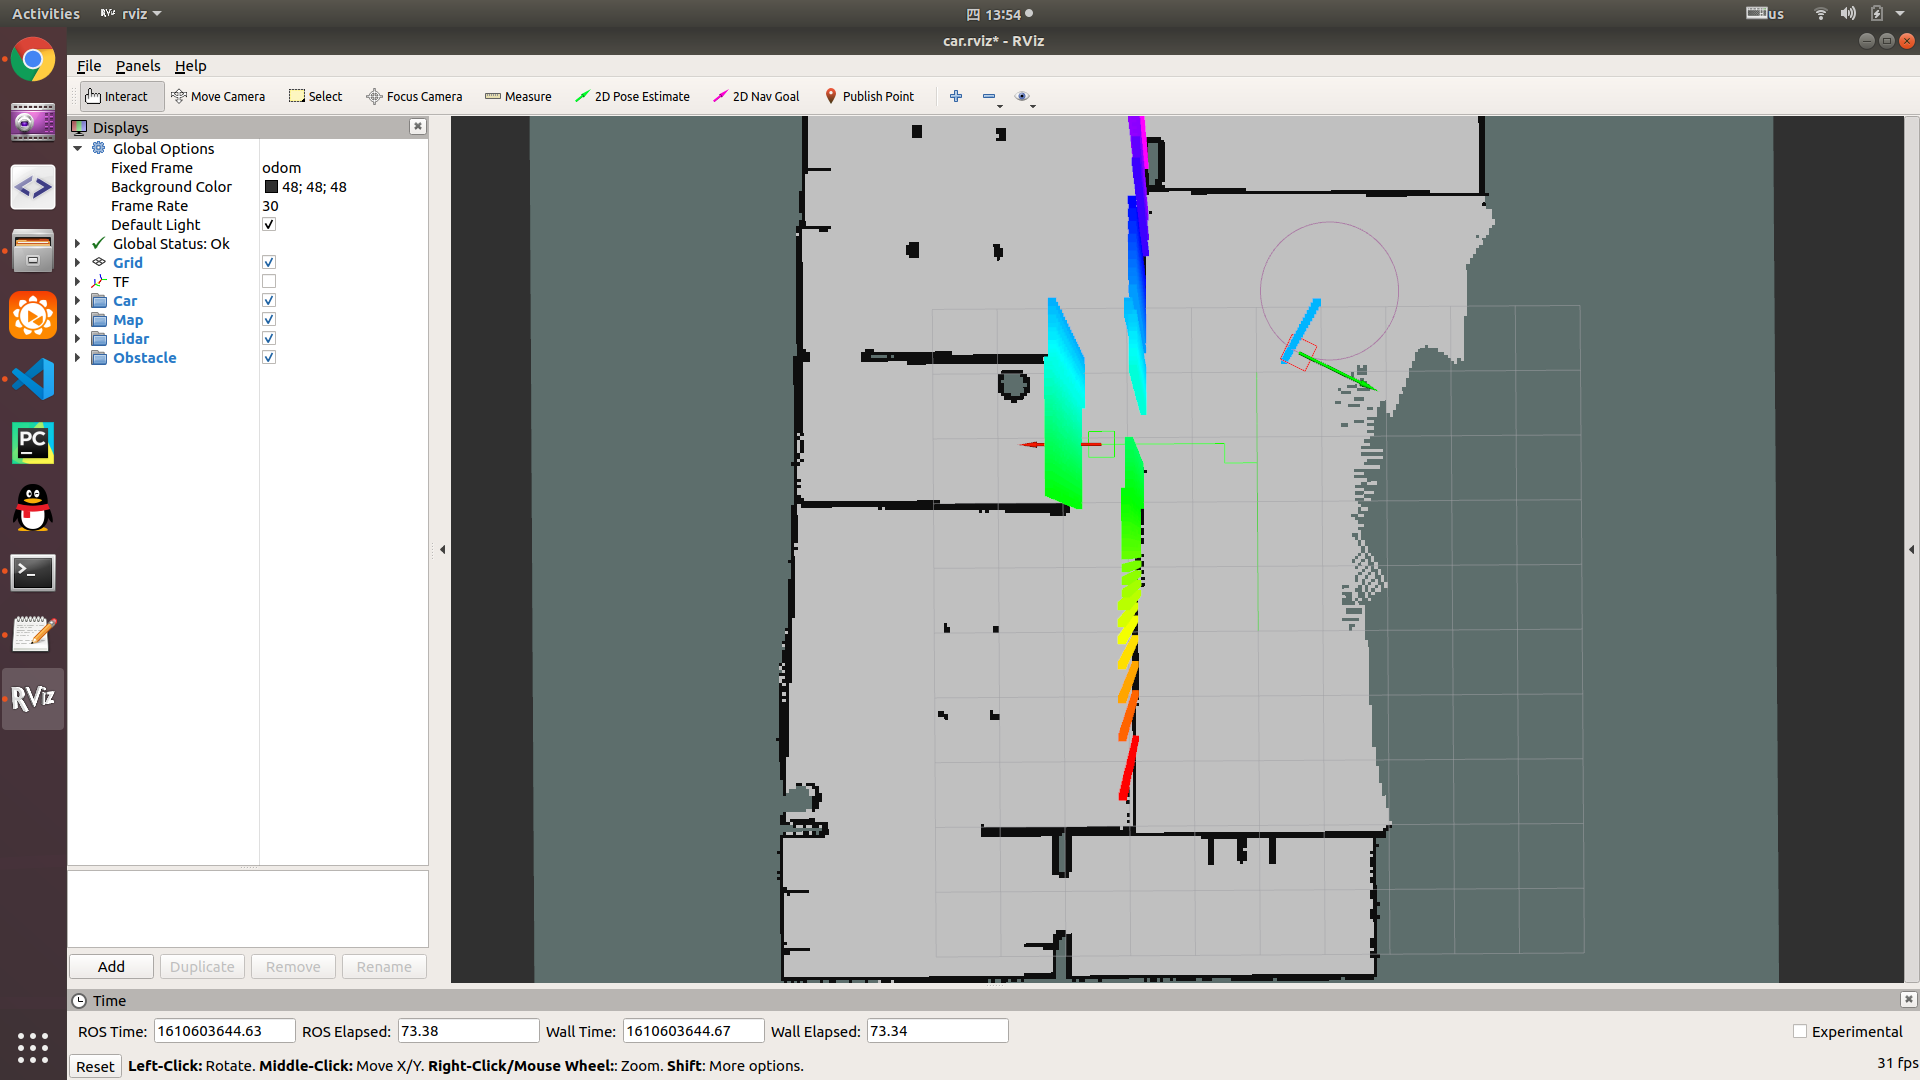 Activities
RViz rviz
四 13:54
us
car.rviz* - RViz
File Panels Help
Interact Move Camera Select Focus Camera Measure 2D Pose Estimate 2D Nav Goal Publish Point
Displays
Global Options
Fixed Frame odom
Background Color 48; 48; 48
Frame Rate 30
Default Light
Global Status: Ok
Grid
TF
Car
Map
Lidar
Obstacle
PC
RViz
Add Duplicate Remove Rename
Time
ROS Time: 1610603644.63 ROS Elapsed: 73.38 Wall Time: 1610603644.67 Wall Elapsed: 73.34 Experimental
Reset Left-Click: Rotate. Middle-Click: Move X/Y. Right-Click/Mouse Wheel:: Zoom. Shift: More options. 31 fps